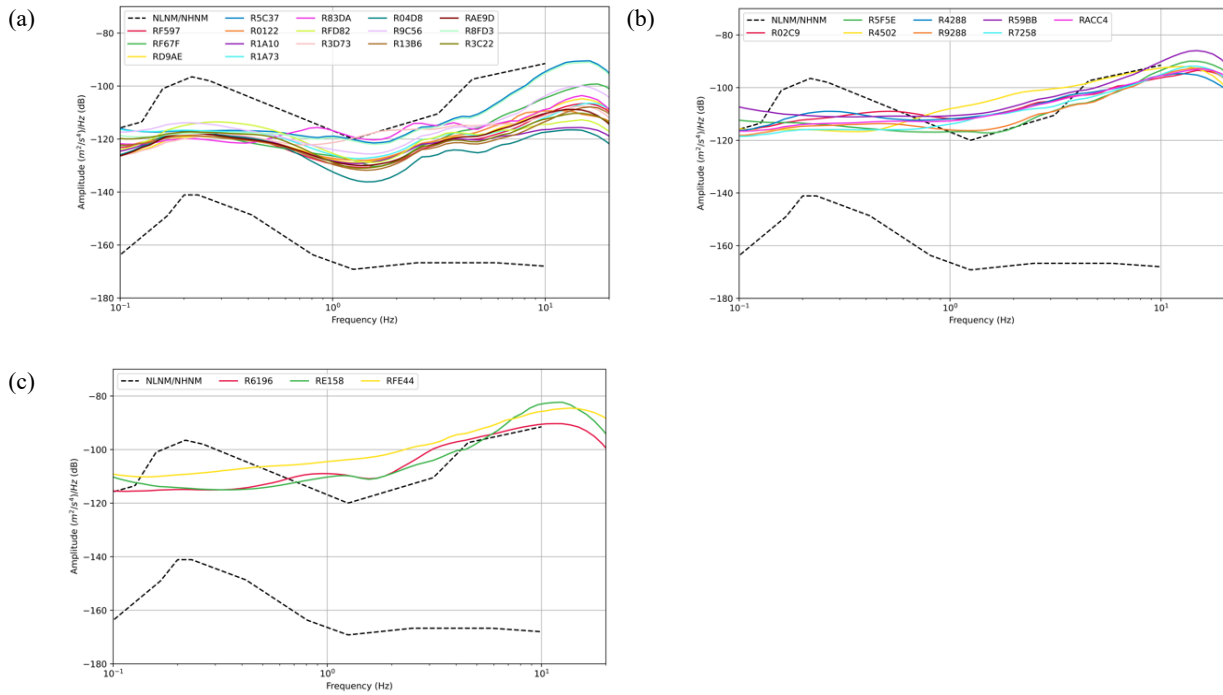 (a)
NLNM/NHNM R5C37 R83DA R04D8 RAE9D
RF597 R0122 RFD82 R9C56 R8FD3
RF67F R1A10 R3D73 R13B6 R3C22
RD9AE R1A73
−80
−100
−120
−140
−160
−180
Amplitude (m²/s⁴)/Hz (dB)
10⁻¹ 10⁰ 10¹
Frequency (Hz)
(b)
NLNM/NHNM R5F5E R4288 R59BB RACC4
R02C9 R4502 R9288 R7258
−80
−100
−120
−140
−160
−180
Amplitude (m²/s⁴)/Hz (dB)
10⁻¹ 10⁰ 10¹
Frequency (Hz)
(c)
NLNM/NHNM R6196 RE158 RFE44
−80
−100
−120
−140
−160
−180
Amplitude (m²/s⁴)/Hz (dB)
10⁻¹ 10⁰ 10¹
Frequency (Hz)